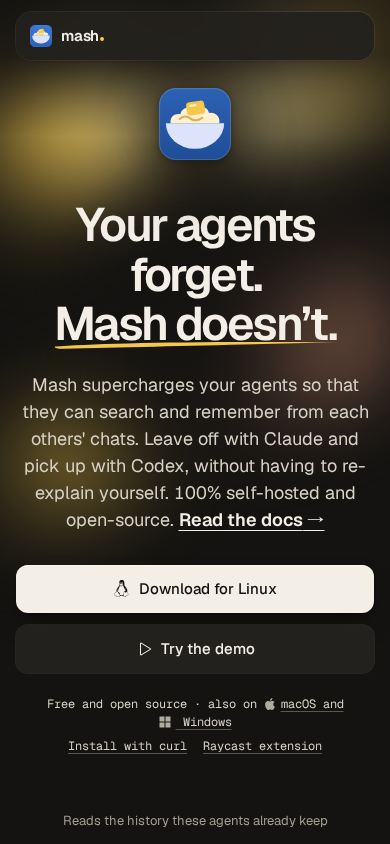 mash.
Your agents
forget.
Mash doesn’t.
Mash supercharges your agents so that
they can search and remember from each
others' chats. Leave off with Claude and
pick up with Codex, without having to re-
explain yourself. 100% self-hosted and
open-source. Read the docs →
Download for Linux
Try the demo
Free and open source · also on macOS and
Windows
Install with curl Raycast extension
Reads the history these agents already keep